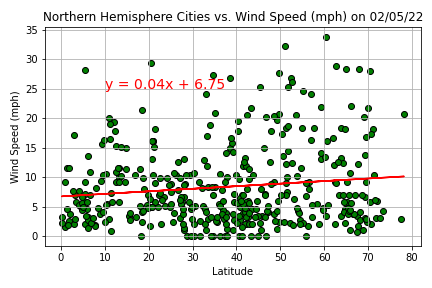 Northern Hemisphere Cities vs. Wind Speed (mph) on 02/05/22
35
30
25
20
15
10
5
0
Wind Speed (mph)
y = 0.04x + 6.75
0 10 20 30 40 50 60 70 80
Latitude